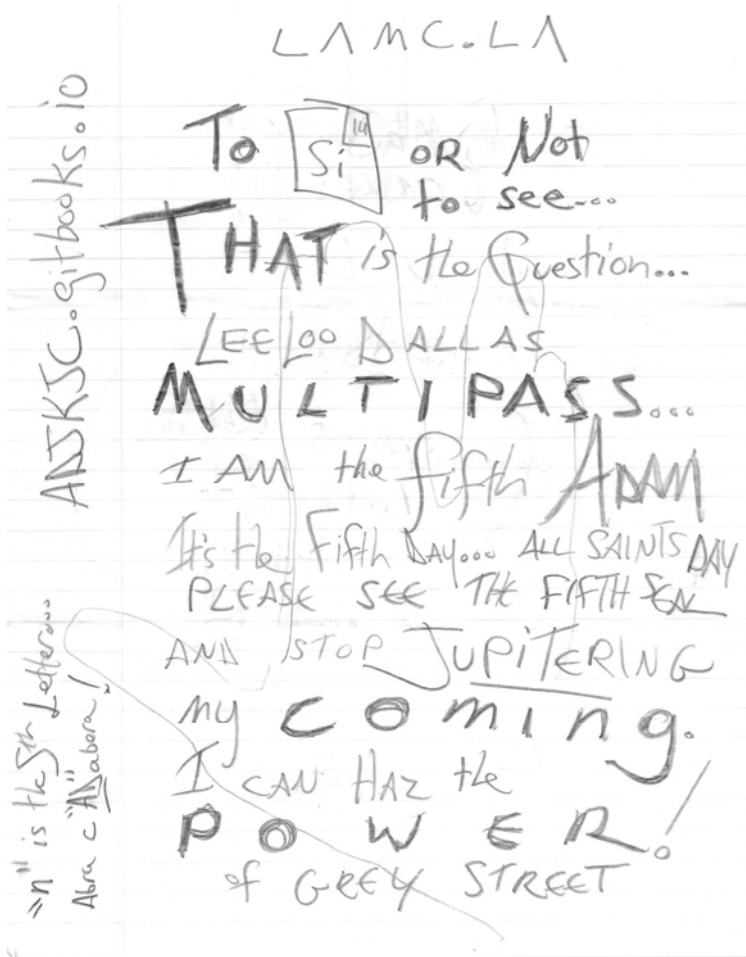 LAMC.LA
To Si 14 OR Not
to see...
THAT is the Question...
LEELOO DALLAS
MULTIPASS...
I AM the fifth ADAM
It's the Fifth DAY... ALL SAINTS DAY
PLEASE SEE THE FIFTH SEAL
AND STOP JUPiTERING
my coming.
I CAN HAZ the
POWER!
of GREY STREET
ADJKJC.gitbooks.io
"n" is the 5th Letter...
Abra c"AN"abora!